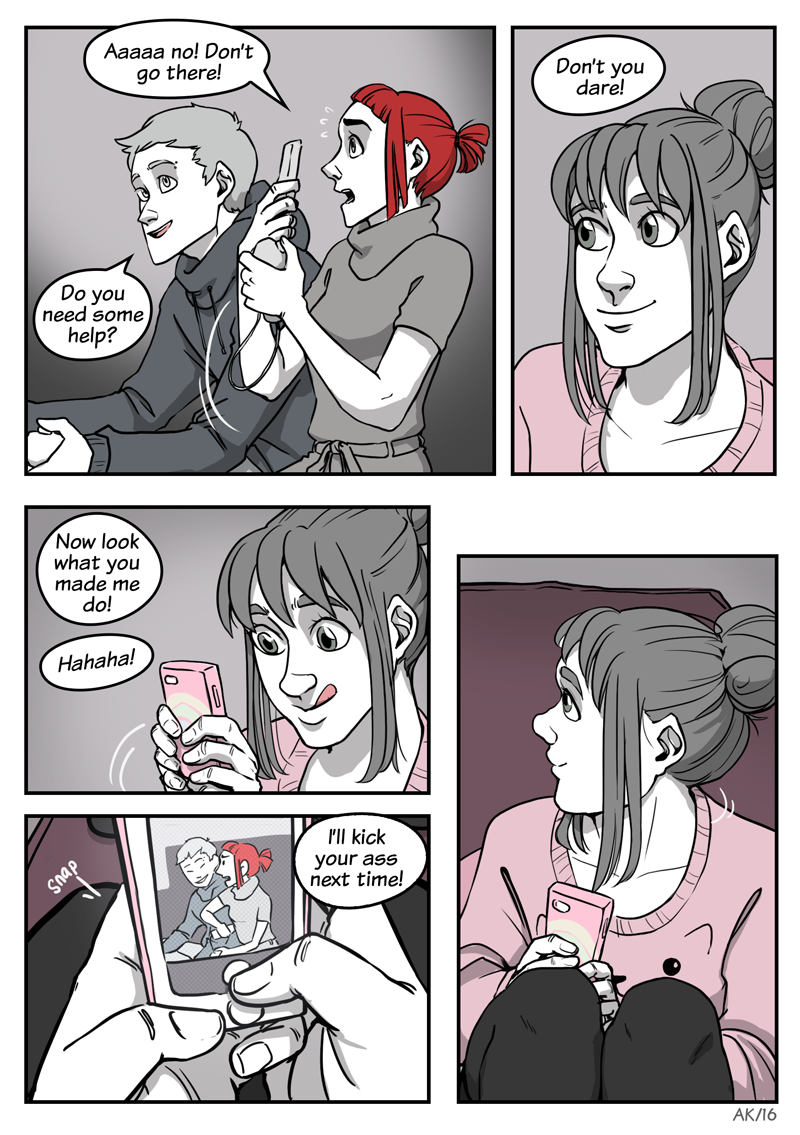 Aaaaa no! Don't
go there!
Do you
need some
help?
Don't you
dare!
Now look
what you
made me
do!
Hahaha!
snap
I'll kick
your ass
next time!
AK/16